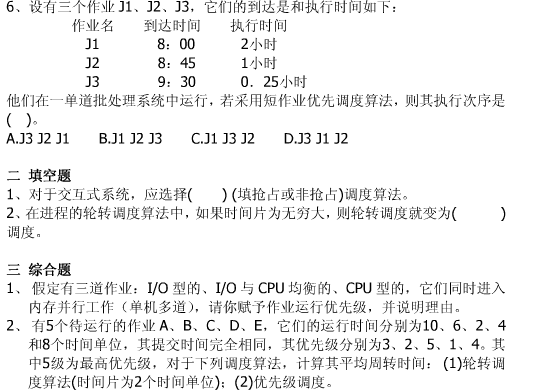 6、设有三个作业 J1、J2、J3，它们的到达是和执行时间如下：
作业名 到达时间 执行时间
J1 8：00 2小时
J2 8：45 1小时
J3 9：30 0．25小时
他们在一单道批处理系统中运行，若采用短作业优先调度算法，则其执行次序是
( )。
A.J3 J2 J1 B.J1 J2 J3 C.J1 J3 J2 D.J3 J1 J2
二 填空题
1、对于交互式系统，应选择( ) (填抢占或非抢占)调度算法。
2、在进程的轮转调度算法中，如果时间片为无穷大，则轮转调度就变为( )
调度。
三 综合题
1、 假定有三道作业：I/O 型的、I/O 与 CPU 均衡的、CPU 型的，它们同时进入
内存并行工作（单机多道），请你赋予作业运行优先级，并说明理由。
2、 有5个待运行的作业 A、B、C、D、E，它们的运行时间分别为10、6、2、4
和8个时间单位，其提交时间完全相同，其优先级分别为3、2、5、1、4。其
中5级为最高优先级，对于下列调度算法，计算其平均周转时间： (1)轮转调
度算法(时间片为2个时间单位)；(2)优先级调度。